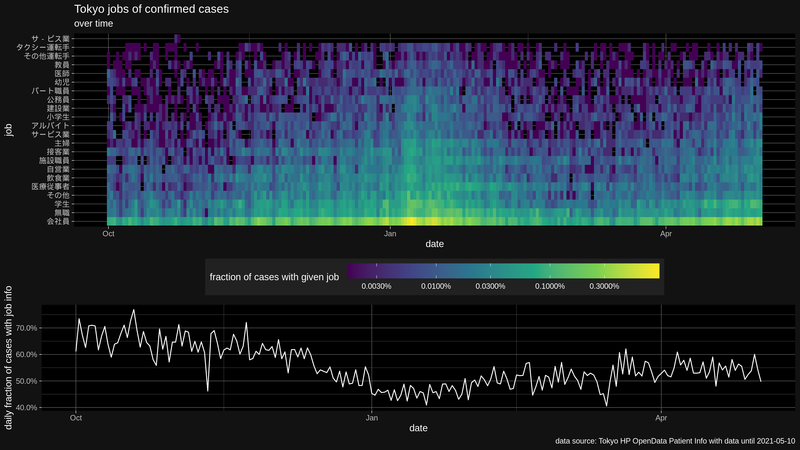 Tokyo jobs of confirmed cases
over time
job
サ - ビス業
タクシー運転手
その他運転手
教員
医師
幼児
パート職員
公務員
建設業
小学生
アルバイト
サービス業
主婦
接客業
施設職員
自営業
飲食業
医療従事者
その他
学生
無職
会社員
Oct Jan Apr
date
fraction of cases with given job
0.0030% 0.0100% 0.0300% 0.1000% 0.3000%
daily fraction of cases with job info
70.0%
60.0%
50.0%
40.0%
Oct Jan Apr
date
data source: Tokyo HP OpenData Patient Info with data until 2021-05-10